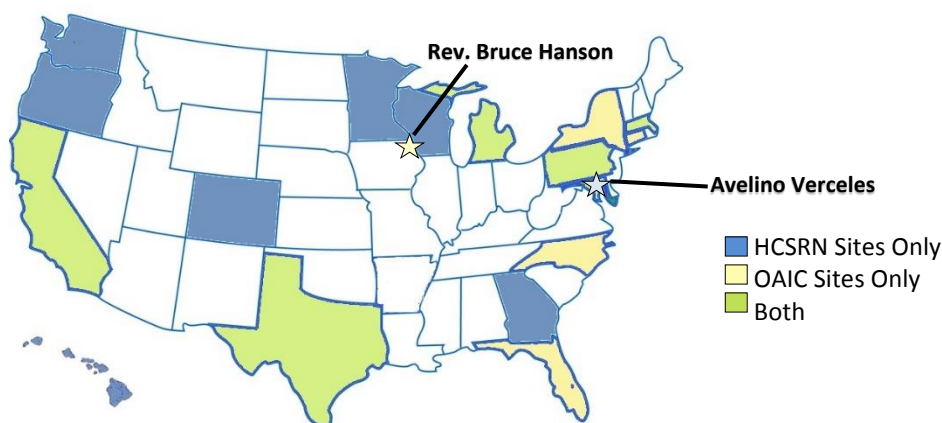 Rev. Bruce Hanson
Avelino Verceles
HCSRN Sites Only
OAIC Sites Only
Both